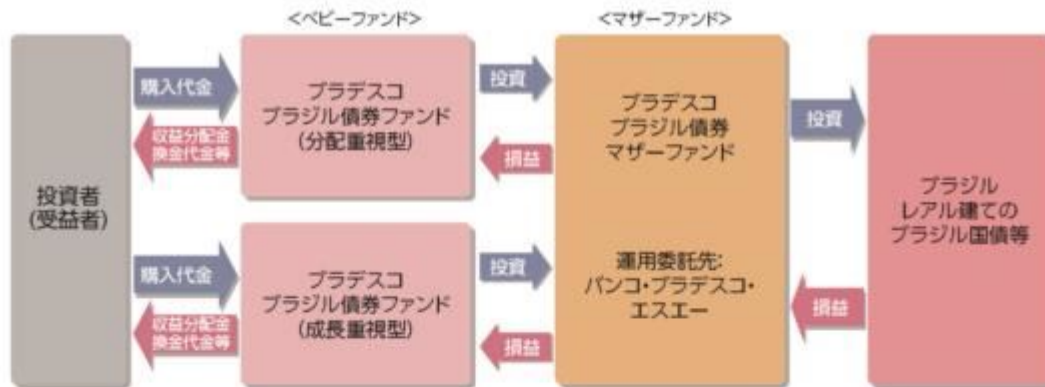 <ベビーファンド>
<マザーファンド>
投資者
(受益者)
購入代金
収益分配金
換金代金等
ブラデスコ
ブラジル債券ファンド
(分配重視型)
投資
損益
購入代金
収益分配金
換金代金等
ブラデスコ
ブラジル債券ファンド
(成長重視型)
投資
損益
ブラデスコ
ブラジル債券
マザーファンド
運用委託先:
バンコ・ブラデスコ・
エスエー
投資
損益
ブラジル
レアル建ての
ブラジル国債等